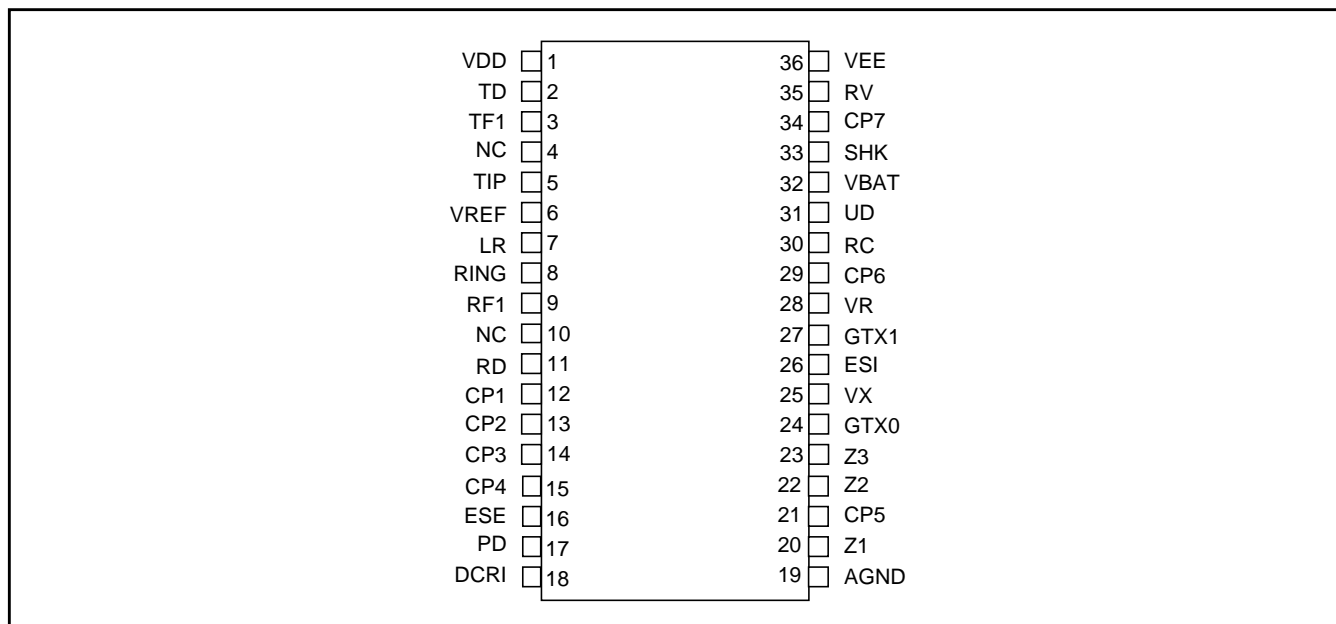 VDD 1 36 VEE
TD 2 35 RV
TF1 3 34 CP7
NC 4 33 SHK
TIP 5 32 VBAT
VREF 6 31 UD
LR 7 30 RC
RING 8 29 CP6
RF1 9 28 VR
NC 10 27 GTX1
RD 11 26 ESI
CP1 12 25 VX
CP2 13 24 GTX0
CP3 14 23 Z3
CP4 15 22 Z2
ESE 16 21 CP5
PD 17 20 Z1
DCRI 18 19 AGND